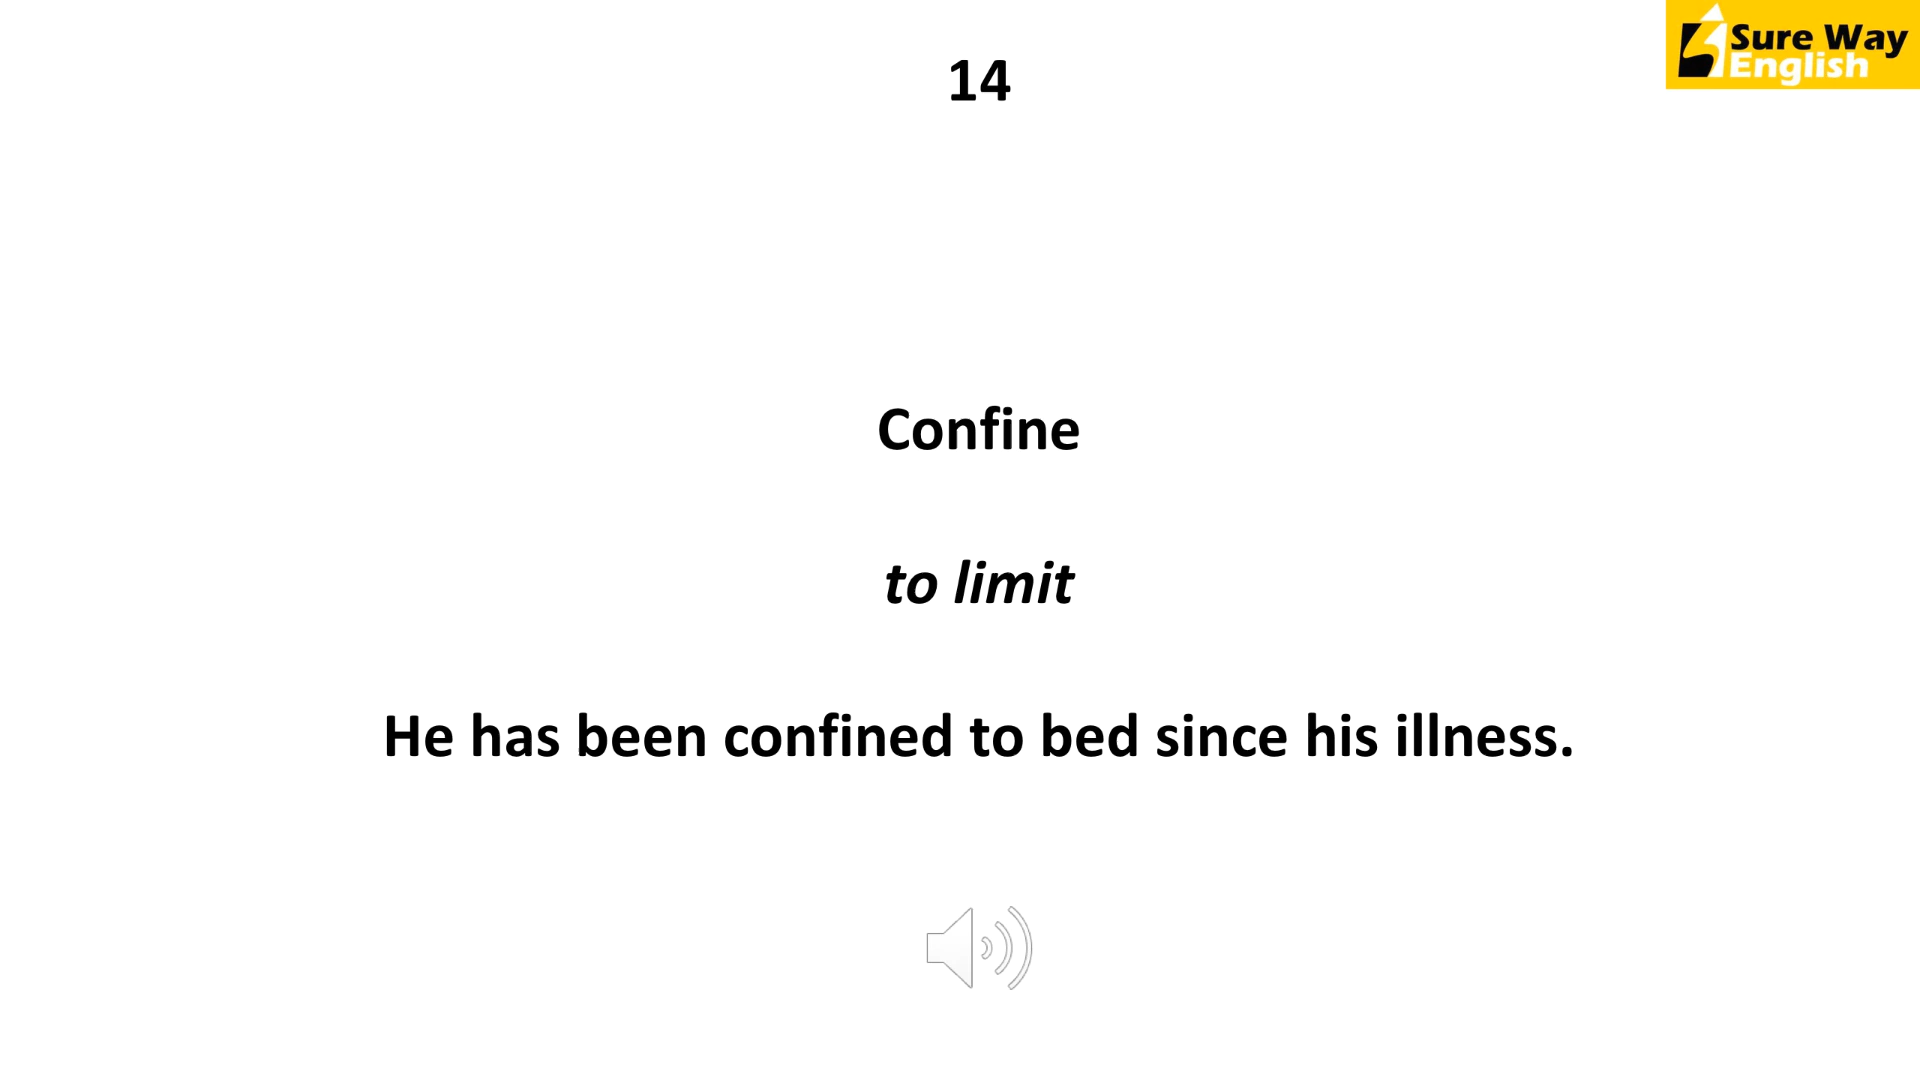 14
Sure Way
English
Confine
to limit
He has been confined to bed since his illness.